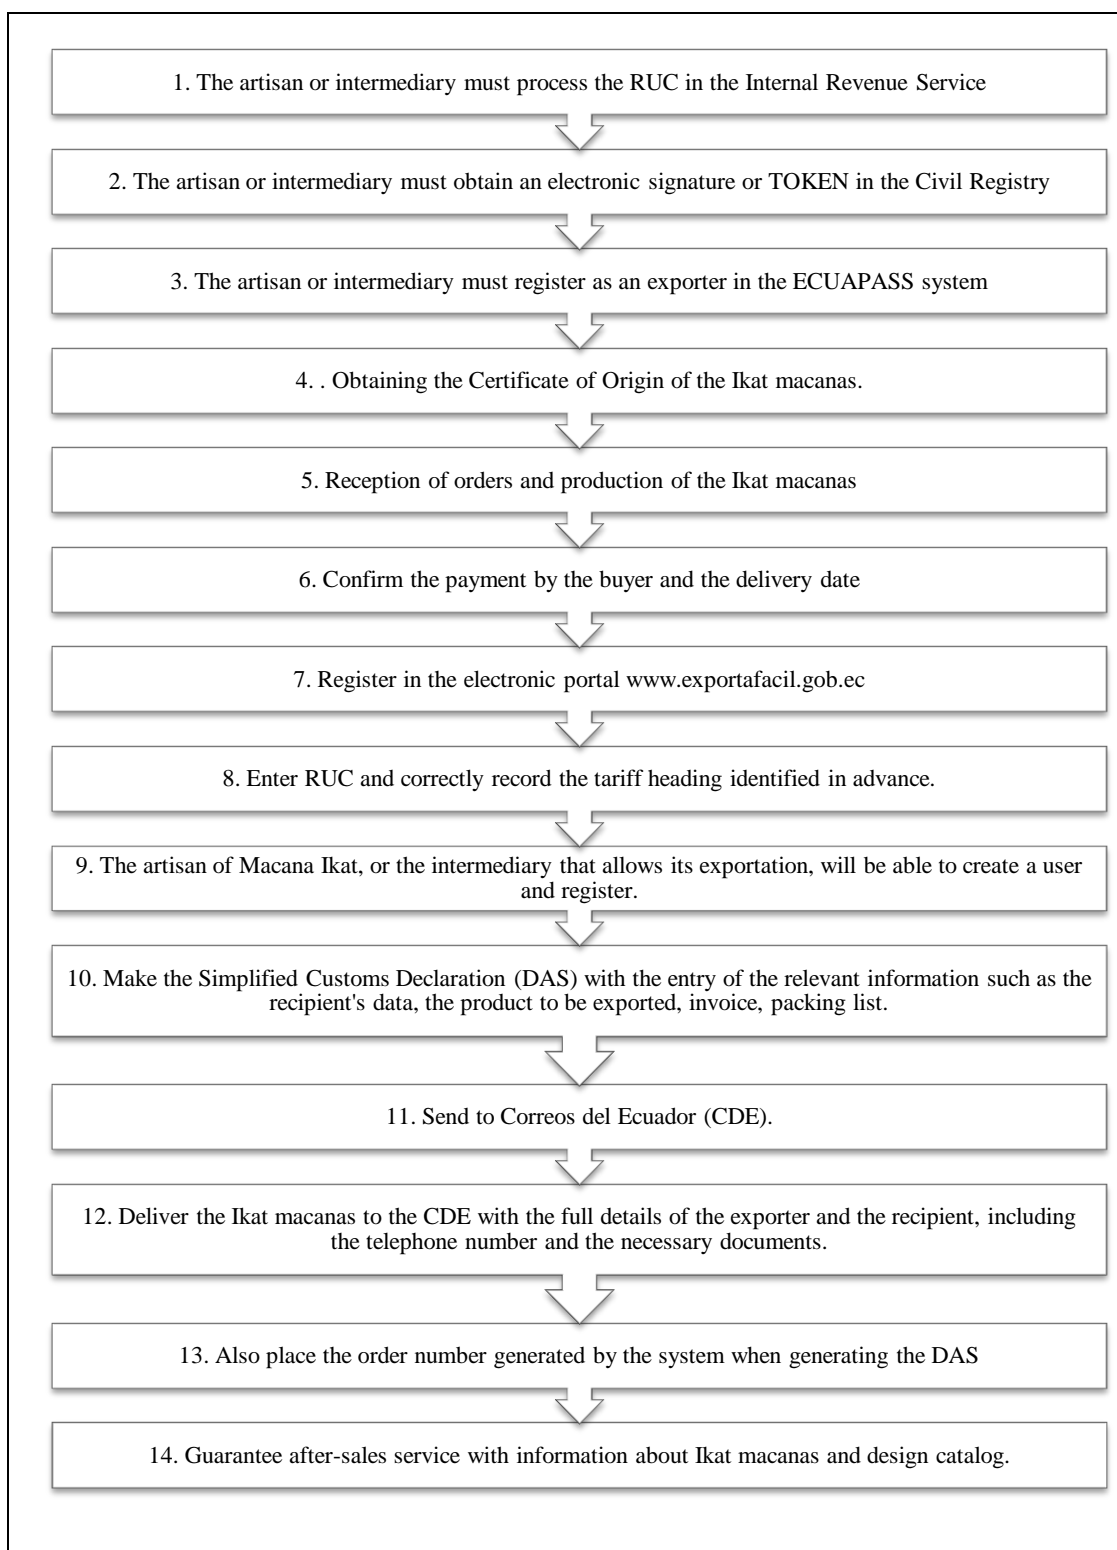 1. The artisan or intermediary must process the RUC in the Internal Revenue Service
2. The artisan or intermediary must obtain an electronic signature or TOKEN in the Civil Registry
3. The artisan or intermediary must register as an exporter in the ECUAPASS system
4. . Obtaining the Certificate of Origin of the Ikat macanas.
5. Reception of orders and production of the Ikat macanas
6. Confirm the payment by the buyer and the delivery date
7. Register in the electronic portal www.exportafacil.gob.ec
8. Enter RUC and correctly record the tariff heading identified in advance.
9. The artisan of Macana Ikat, or the intermediary that allows its exportation, will be able to create a user
and register.
10. Make the Simplified Customs Declaration (DAS) with the entry of the relevant information such as the
recipient's data, the product to be exported, invoice, packing list.
11. Send to Correos del Ecuador (CDE).
12. Deliver the Ikat macanas to the CDE with the full details of the exporter and the recipient, including
the telephone number and the necessary documents.
13. Also place the order number generated by the system when generating the DAS
14. Guarantee after-sales service with information about Ikat macanas and design catalog.